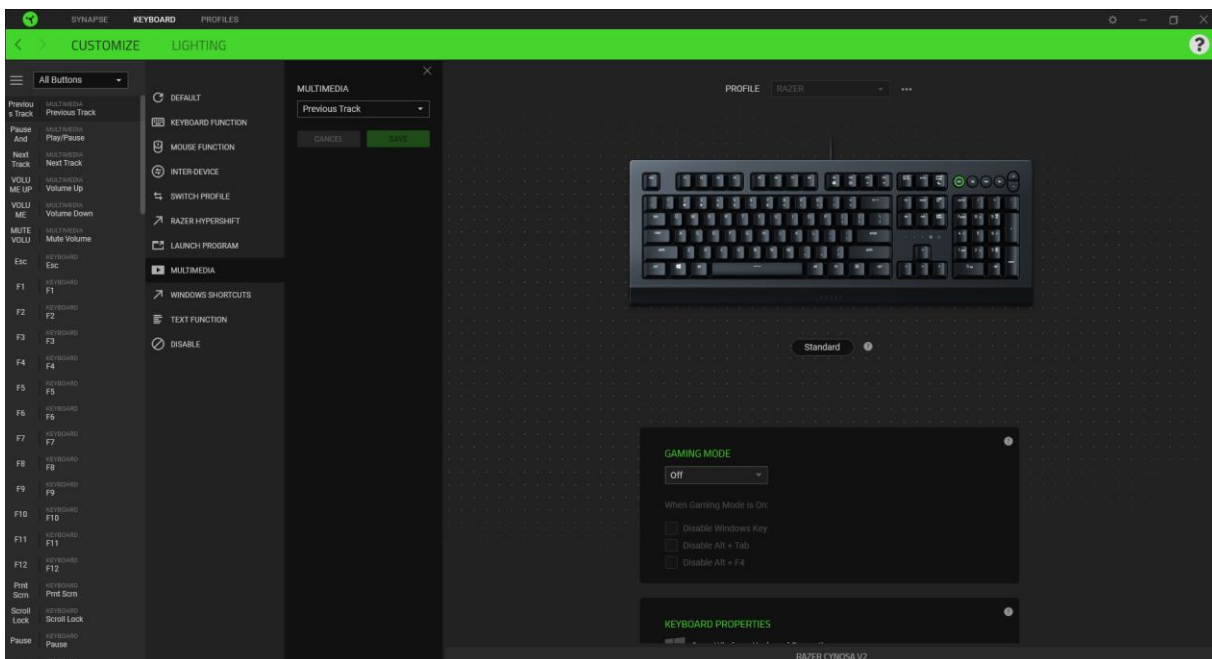 SYNAPSE KEYBOARD PROFILES
CUSTOMIZE LIGHTING
?
All Buttons
Previou
s Track
MULTIMEDIA
Previous Track
Pause
And
MULTIMEDIA
Play/Pause
Next
Track
MULTIMEDIA
Next Track
VOLU
ME UP
MULTIMEDIA
Volume Up
VOLU
ME
MULTIMEDIA
Volume Down
MUTE
VOLU
MULTIMEDIA
Mute Volume
Esc
KEYBOARD
Esc
F1
KEYBOARD
F1
F2
KEYBOARD
F2
F3
KEYBOARD
F3
F4
KEYBOARD
F4
F5
KEYBOARD
F5
F6
KEYBOARD
F6
F7
KEYBOARD
F7
F8
KEYBOARD
F8
F9
KEYBOARD
F9
F10
KEYBOARD
F10
F11
KEYBOARD
F11
F12
KEYBOARD
F12
Prnt
Scrn
KEYBOARD
Prnt Scrn
Scroll
Lock
KEYBOARD
Scroll Lock
Pause
KEYBOARD
Pause
DEFAULT
KEYBOARD FUNCTION
MOUSE FUNCTION
INTER-DEVICE
SWITCH PROFILE
RAZER HYPERSHIFT
LAUNCH PROGRAM
MULTIMEDIA
WINDOWS SHORTCUTS
TEXT FUNCTION
DISABLE
MULTIMEDIA
Previous Track
CANCEL SAVE
PROFILE RAZER
Standard ?
GAMING MODE ?
Off
When Gaming Mode is On:
Disable Windows Key
Disable Alt + Tab
Disable Alt + F4
KEYBOARD PROPERTIES ?
RAZER CYNOSA V2